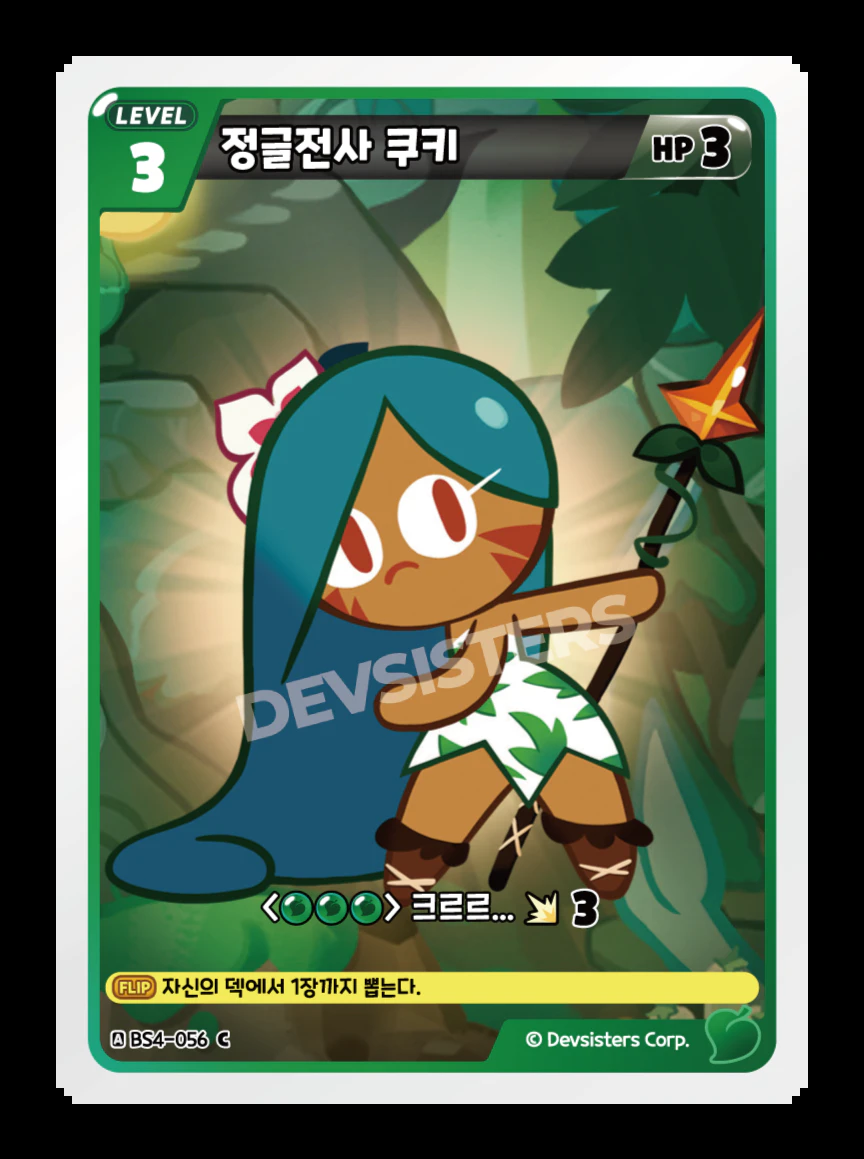 LEVEL
3
정글전사 쿠키
HP 3
DEVSISTERS
< > 크르르... 3
FLIP 자신의 덱에서 1장까지 뽑는다.
A BS4-056 C
© Devsisters Corp.